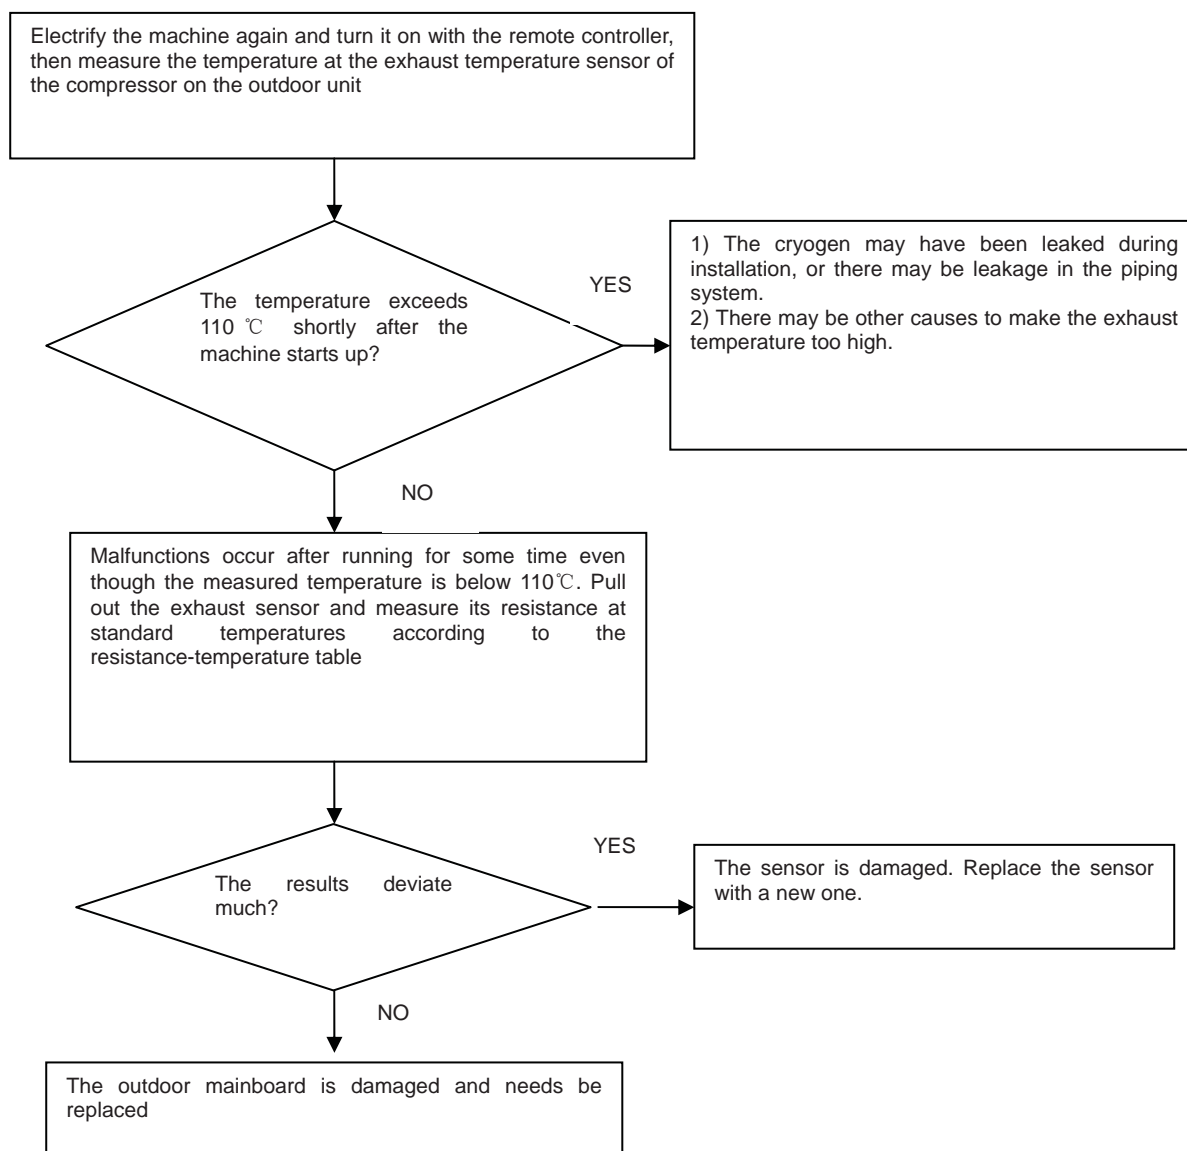 Electrify the machine again and turn it on with the remote controller,
then measure the temperature at the exhaust temperature sensor of
the compressor on the outdoor unit
The temperature exceeds
110 ℃ shortly after the
machine starts up?
YES
1) The cryogen may have been leaked during
installation, or there may be leakage in the piping
system.
2) There may be other causes to make the exhaust
temperature too high.
NO
Malfunctions occur after running for some time even
though the measured temperature is below 110℃. Pull
out the exhaust sensor and measure its resistance at
standard temperatures according to the
resistance-temperature table
The results deviate
much?
YES
The sensor is damaged. Replace the sensor
with a new one.
NO
The outdoor mainboard is damaged and needs be
replaced